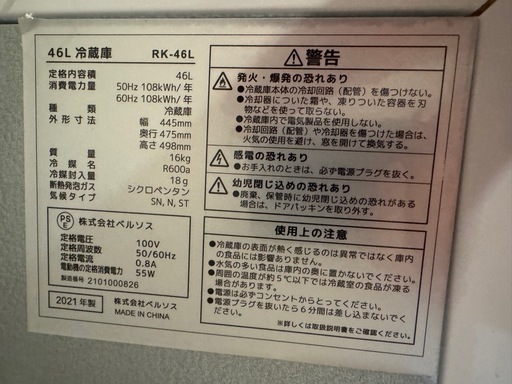 46L 冷蔵庫 RK-46L
定格内容積 46L
消費電力量 50Hz 108kWh/年
60Hz 108kWh/年
種類 冷蔵庫
外形寸法 幅 445mm
奥行 475mm
高さ 498mm
質量 16kg
冷媒 R600a
冷媒封入量 18g
断熱発泡ガス シクロペンタン
気候タイプ SN, N, ST
PSE 株式会社ベルソス
定格電圧 100V
定格周波数 50/60Hz
定格電流 0.8A
電動機の定格消費電力 55W
製造番号 2101000826
2021年製 株式会社ベルソス
MADE IN CHINA
警告
発火・爆発の恐れあり
●冷蔵庫本体の冷却回路(配管)を傷つけない。
●冷却器についた霜や、凍りついた容器を刃
物などを使って取らない。
●冷蔵庫内で電気製品を使用しない。
●冷却回路(配管)や冷却器を傷つけた場合は、
火気の使用を避け、窓を開けて換気する。
感電の恐れあり
●お手入れのときは、必ず電源プラグを抜く。
幼児閉じ込めの恐れあり
●廃棄、保管時に幼児閉じ込めの恐れがある
場合は、ドアパッキンを取り外す。
使用上の注意
●冷蔵庫の表面が熱く感じるのは異常ではなく庫内
の食品には影響ありません。
●水気の多い食品は庫内の奥に置かないでください。
●周囲の温度が約5℃以下では冷蔵室の食品が凍る
場合があります。
●電源は必ずコンセントからとってください。
●電源プラグを抜いたら6分間は差し込まないでく
ださい。
※詳しくは取扱説明書をご確認ください。